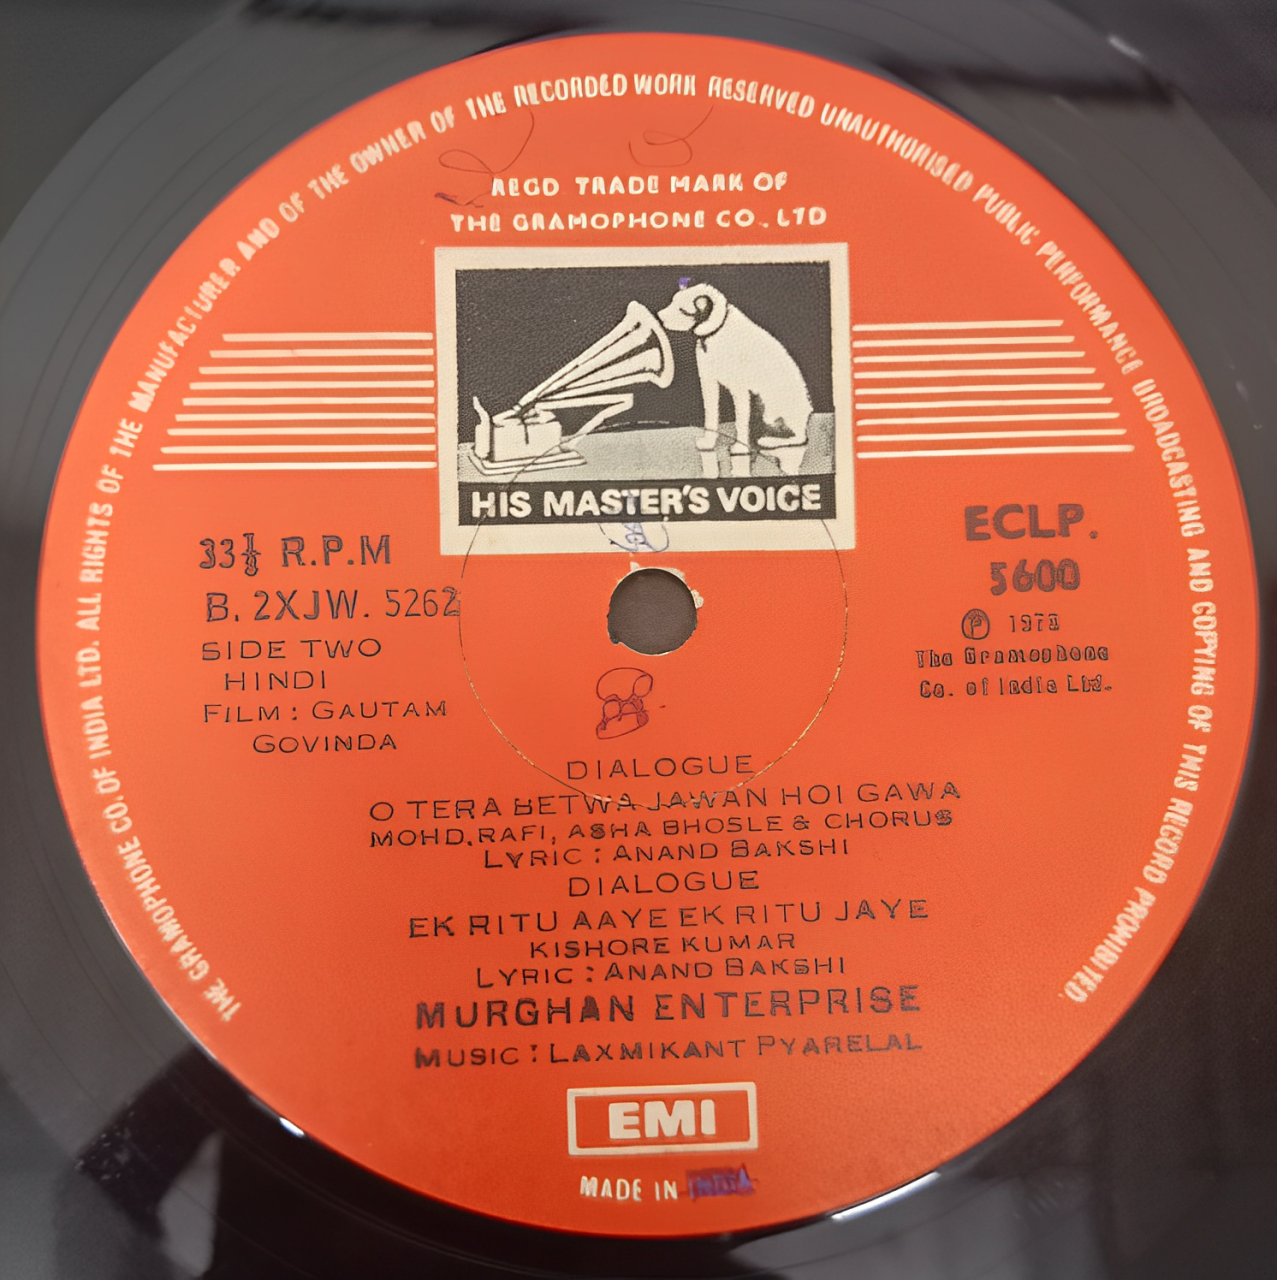 THE GRAMOPHONE CO. OF INDIA LTD. ALL RIGHTS OF THE MANUFACTURER AND OF THE OWNER OF THE RECORDED WORK RESERVED UNAUTHORISED PUBLIC PERFORMANCE BROADCASTING AND COPYING OF THIS RECORD PROHIBITED
REGD TRADE MARK OF
THE GRAMOPHONE CO., LTD
HIS MASTER'S VOICE
33⅓ R.P.M
B. 2XJW. 5262
SIDE TWO
HINDI
FILM : GAUTAM
GOVINDA
ECLP.
5600
Ⓟ
The Gramophone
Co. of India Ltd.
DIALOGUE
O TERA BETWA JAWAN HOI GAWA
MOHD. RAFI, ASHA BHOSLE & CHORUS
LYRIC : ANAND BAKSHI
DIALOGUE
EK RITU AAYE EK RITU JAYE
KISHORE KUMAR
LYRIC : ANAND BAKSHI
MURGHAN ENTERPRISE
MUSIC : LAXMIKANT PYARELAL
EMI
MADE IN